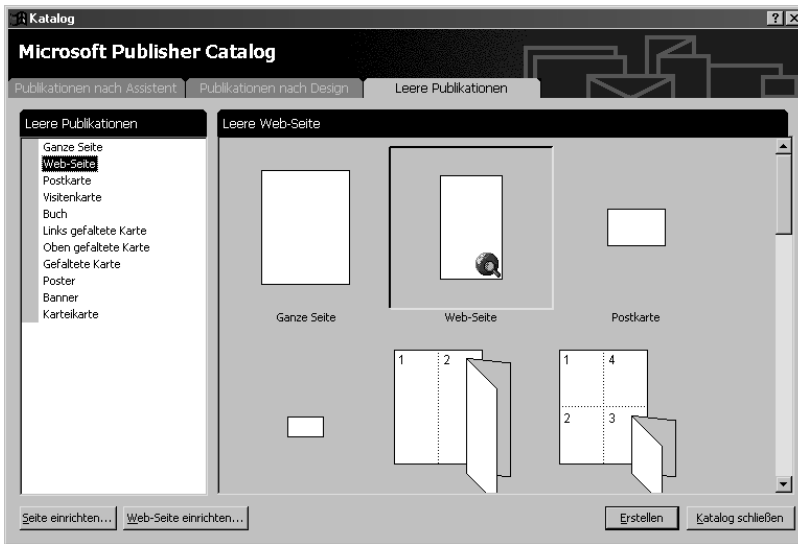 Katalog
Microsoft Publisher Catalog
Publikationen nach Assistent
Publikationen nach Design
Leere Publikationen
Leere Publikationen
Ganze Seite
Web-Seite
Postkarte
Visitenkarte
Buch
Links gefaltete Karte
Oben gefaltete Karte
Gefaltete Karte
Poster
Banner
Karteikarte
Leere Web-Seite
Ganze Seite
Web-Seite
Postkarte
1 2
1 4
2 3
Seite einrichten...
Web-Seite einrichten...
Erstellen
Katalog schließen